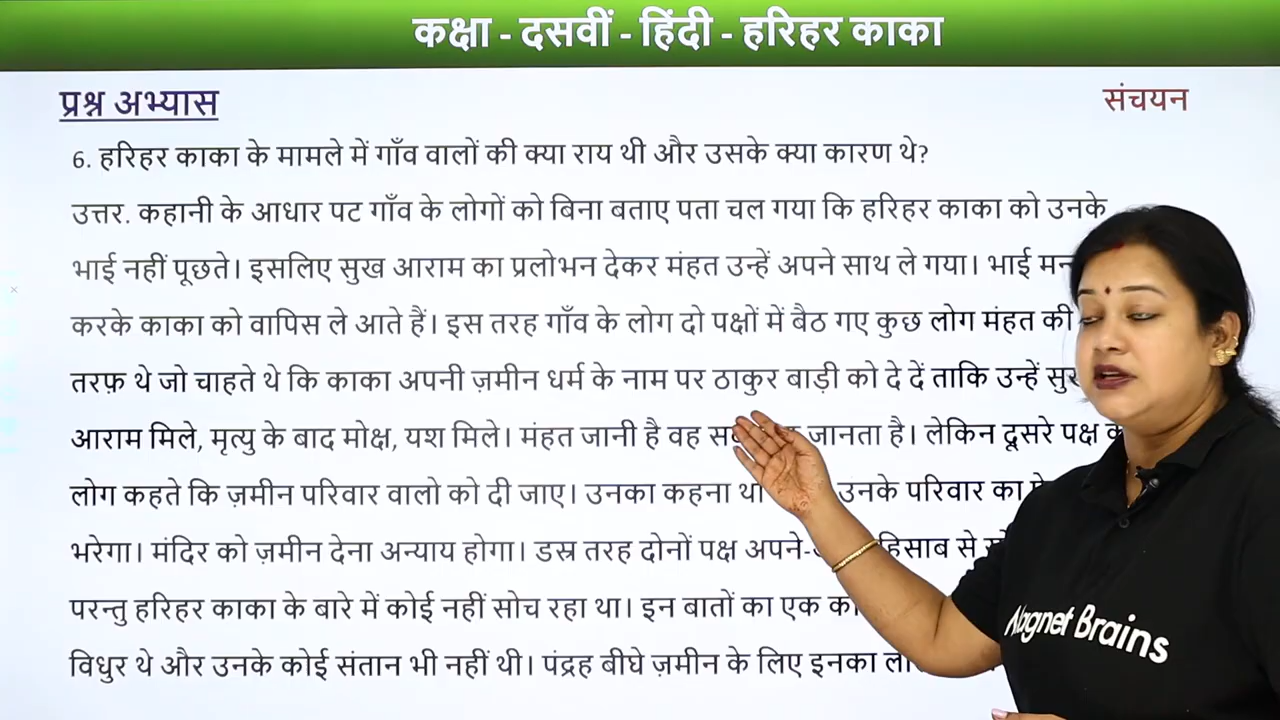 कक्षा - दसवीं - हिंदी - हरिहर काका
प्रश्न अभ्यास
संचयन
6. हरिहर काका के मामले में गाँव वालों की क्या राय थी और उसके क्या कारण थे?
उत्तर. कहानी के आधार पट गाँव के लोगों को बिना बताए पता चल गया कि हरिहर काका को उनके
भाई नहीं पूछते। इसलिए सुख आराम का प्रलोभन देकर मंहत उन्हें अपने साथ ले गया। भाई
करके काका को वापिस ले आते हैं। इस तरह गाँव के लोग दो पक्षों में बैठ गए कुछ लोग मंहत की
तरफ़ थे जो चाहते थे कि काका अपनी ज़मीन धर्म के नाम पर ठाकुर बाड़ी को दे दें ताकि उन्हें
आराम मिले, मृत्यु के बाद मोक्ष, यश मिले। मंहत जानी है वह जानता है। लेकिन दूसरे पक्ष
लोग कहते कि ज़मीन परिवार वालो को दी जाए। उनका कहना था उनके परिवार का
भरेगा। मंदिर को ज़मीन देना अन्याय होगा। डस्र तरह दोनों पक्ष अपने- हिसाब से
परन्तु हरिहर काका के बारे में कोई नहीं सोच रहा था। इन बातों का एक
विधुर थे और उनके कोई संतान भी नहीं थी। पंद्रह बीघे ज़मीन के लिए इनका
Magnet Brains